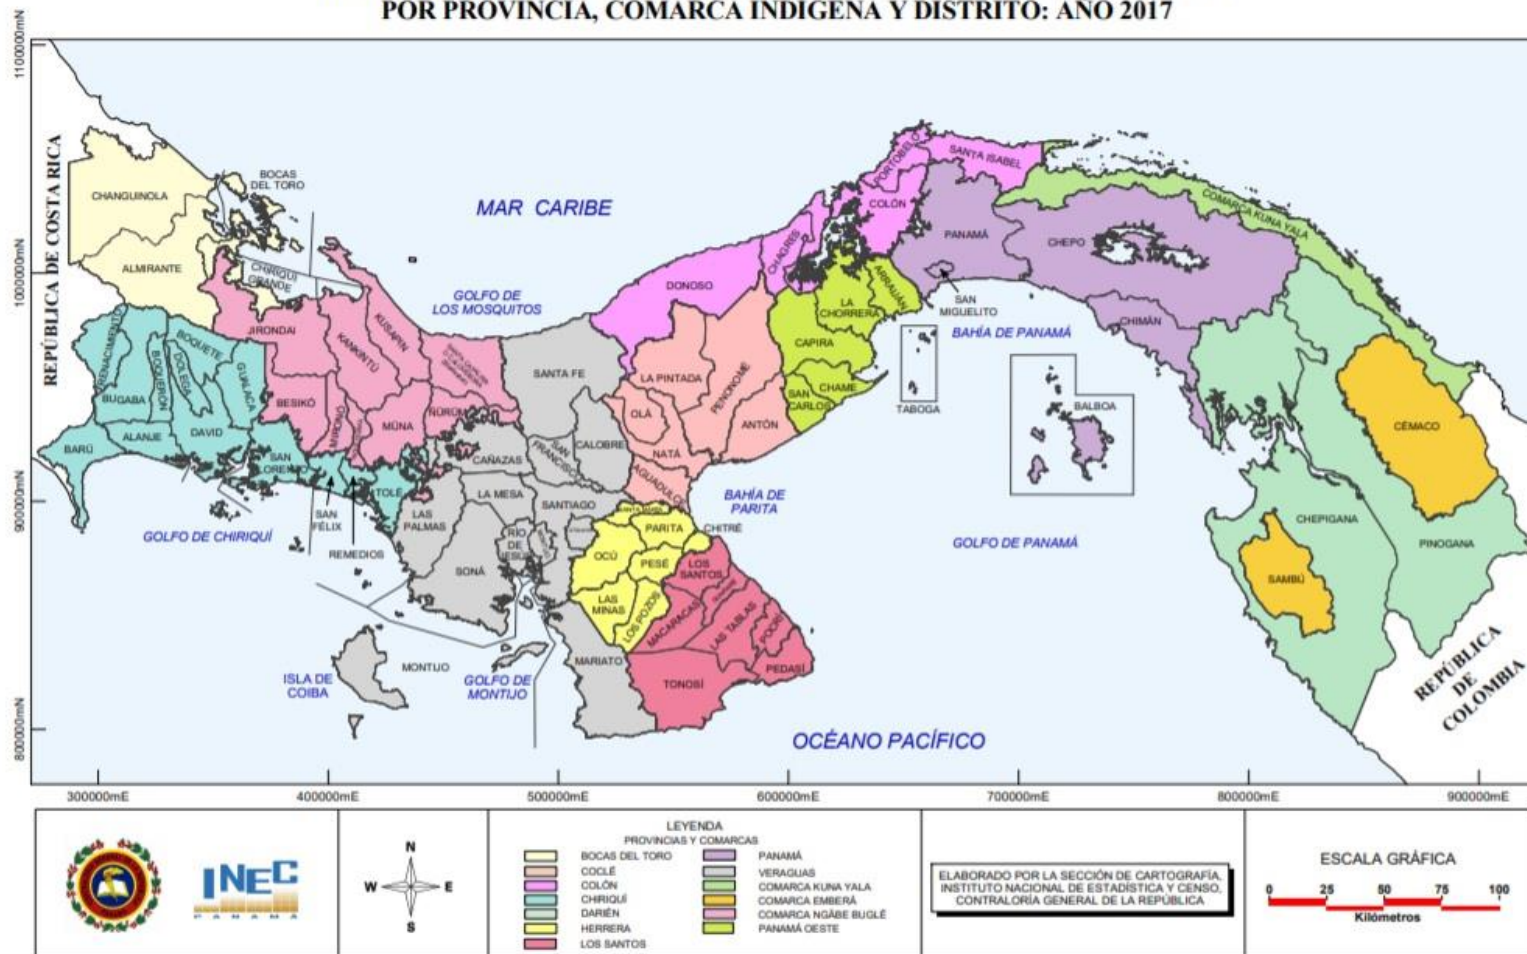 POR PROVINCIA, COMARCA INDÍGENA Y DISTRITO: AÑO 2017
1100000mN
1000000mN
900000mN
800000mN
REPÚBLICA DE COSTA RICA
MAR CARIBE
BOCAS
DEL TORO
CHANGUINOLA
ALMIRANTE
CHIRIQUÍ
GRANDE
GOLFO DE
LOS MOSQUITOS
JIRONDAI
KANKINTÚ
KUSAPÍN
BESIKÓ
MIRONÓ
MÜNA
ÑÜRÜM
RENACIMIENTO
BUGABA
BOQUERÓN
BOQUETE
DOLEGA
GUALACA
BARÚ
ALANJE
DAVID
SAN
LORENZO
SAN
FÉLIX
REMEDIOS
TOLÉ
GOLFO DE CHIRIQUÍ
SANTA FE
CAÑAZAS
SAN
FRANCISCO
CALOBRE
LAS
PALMAS
LA MESA
SANTIAGO
RÍO
DE
JESÚS
SONÁ
MONTIJO
MARIATO
ISLA DE
COIBA
GOLFO DE
MONTIJO
DONOSO
CHAGRES
PORTOBELO
SANTA ISABEL
COLÓN
LA PINTADA
PENONOMÉ
OLÁ
NATÁ
ANTÓN
AGUADULCE
CAPIRA
LA
CHORRERA
ARRAIJÁN
SAN
CARLOS
CHAME
PANAMÁ
SAN
MIGUELITO
CHEPO
CHIMÁN
COMARCA KUNA YALA
BAHÍA DE PANAMÁ
TABOGA
BALBOA
BAHÍA DE
PARITA
GOLFO DE PANAMÁ
PARITA
CHITRÉ
OCÚ
PESÉ
LAS
MINAS
LOS POZOS
LOS
SANTOS
MACARACAS
LAS TABLAS
POCRÍ
PEDASÍ
TONOSÍ
CÉMACO
CHEPIGANA
PINOGANA
SAMBÚ
OCÉANO PACÍFICO
REPÚBLICA
DE
COLOMBIA
300000mE 400000mE 500000mE 600000mE 700000mE 800000mE 900000mE
INEC
PANAMÁ
N
W E
S
LEYENDA
PROVINCIAS Y COMARCAS
BOCAS DEL TORO
COCLÉ
COLÓN
CHIRIQUÍ
DARIÉN
HERRERA
LOS SANTOS
PANAMÁ
VERAGUAS
COMARCA KUNA YALA
COMARCA EMBERÁ
COMARCA NGÄBE BUGLÉ
PANAMÁ OESTE
ELABORADO POR LA SECCIÓN DE CARTOGRAFÍA,
INSTITUTO NACIONAL DE ESTADÍSTICA Y CENSO,
CONTRALORÍA GENERAL DE LA REPÚBLICA
ESCALA GRÁFICA
0 25 50 75 100
Kilómetros